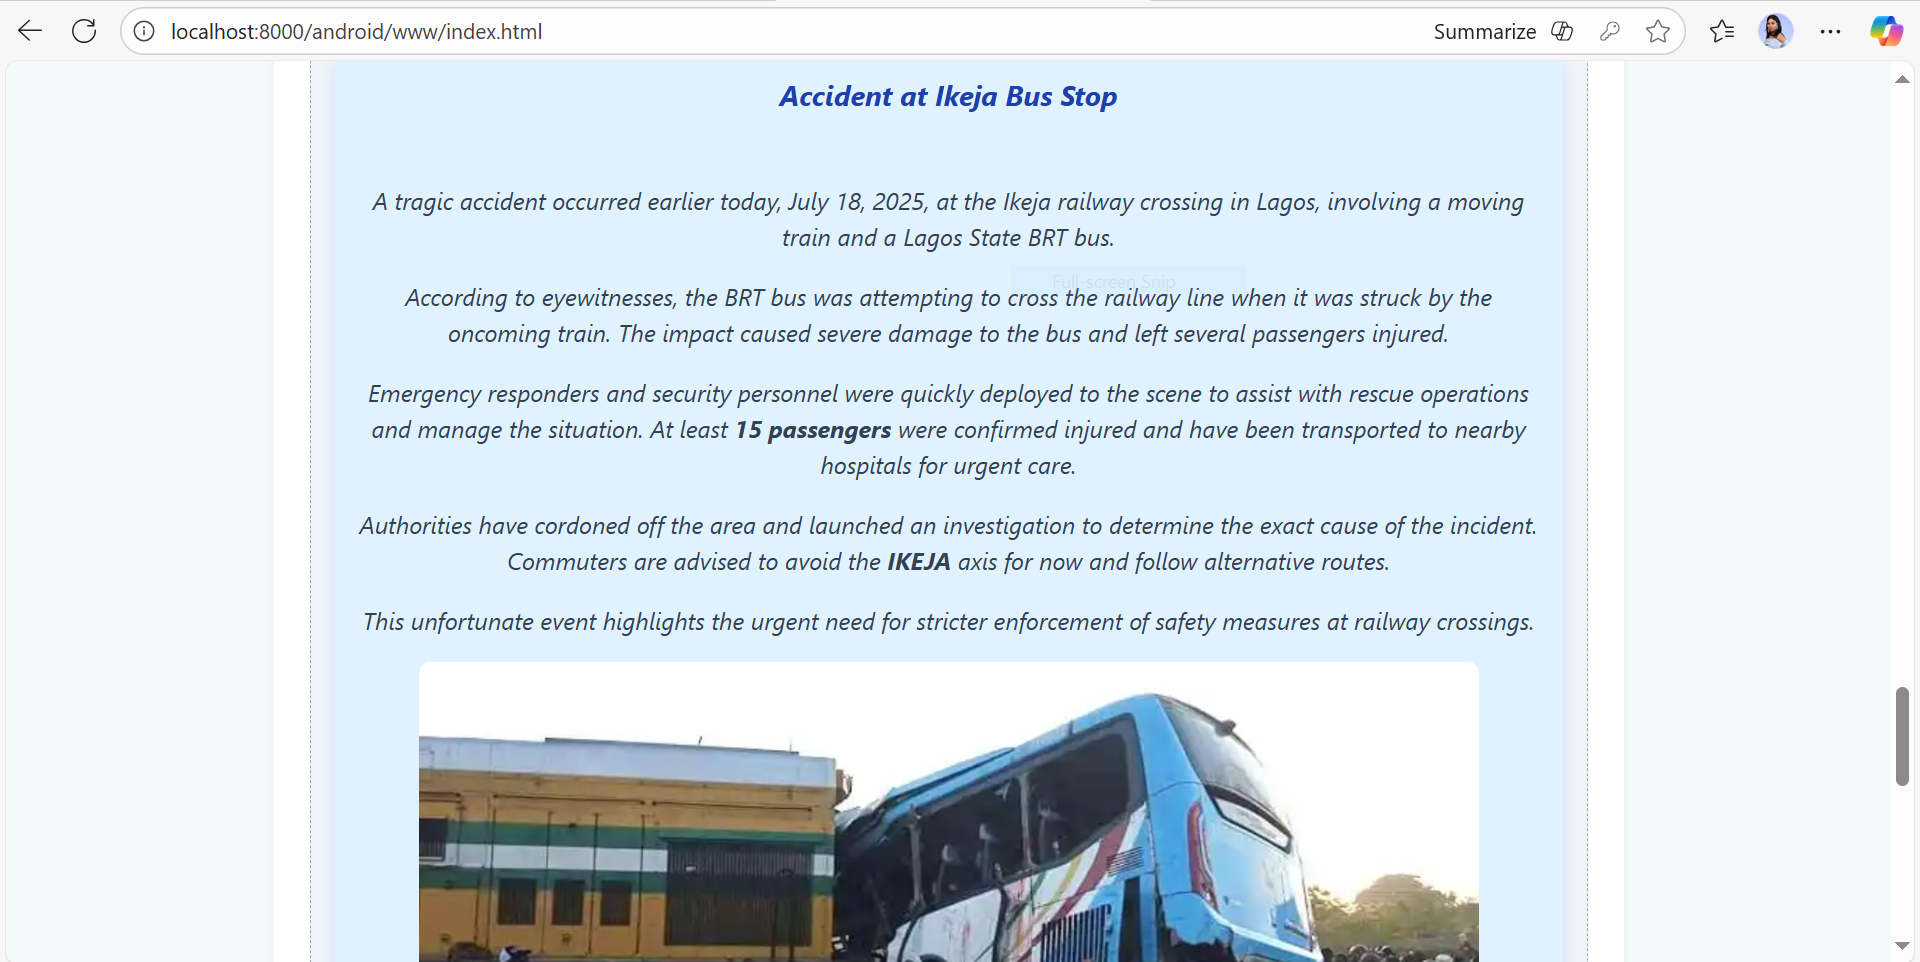 localhost:8000/android/www/index.html
Summarize
Accident at Ikeja Bus Stop
A tragic accident occurred earlier today, July 18, 2025, at the Ikeja railway crossing in Lagos, involving a moving
train and a Lagos State BRT bus.
Full-screen Snip
According to eyewitnesses, the BRT bus was attempting to cross the railway line when it was struck by the
oncoming train. The impact caused severe damage to the bus and left several passengers injured.
Emergency responders and security personnel were quickly deployed to the scene to assist with rescue operations
and manage the situation. At least 15 passengers were confirmed injured and have been transported to nearby
hospitals for urgent care.
Authorities have cordoned off the area and launched an investigation to determine the exact cause of the incident.
Commuters are advised to avoid the IKEJA axis for now and follow alternative routes.
This unfortunate event highlights the urgent need for stricter enforcement of safety measures at railway crossings.